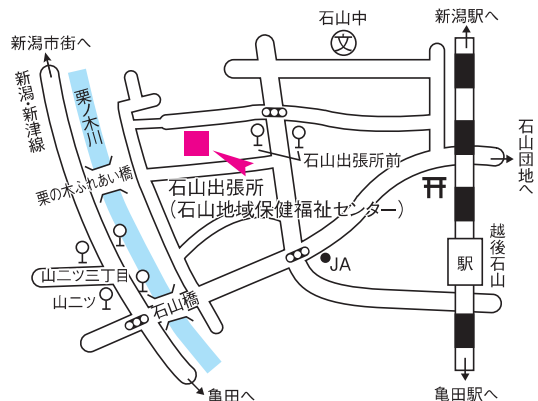 石山中
文
新潟駅へ
新潟市街へ
新潟・新津線
栗ノ木川
石山団地へ
石山出張所前
栗の木ふれあい橋
石山出張所
(石山地域保健福祉センター)
越後石山
駅
JA
山二ツ三丁目
山二ツ
石山橋
亀田へ
亀田駅へ